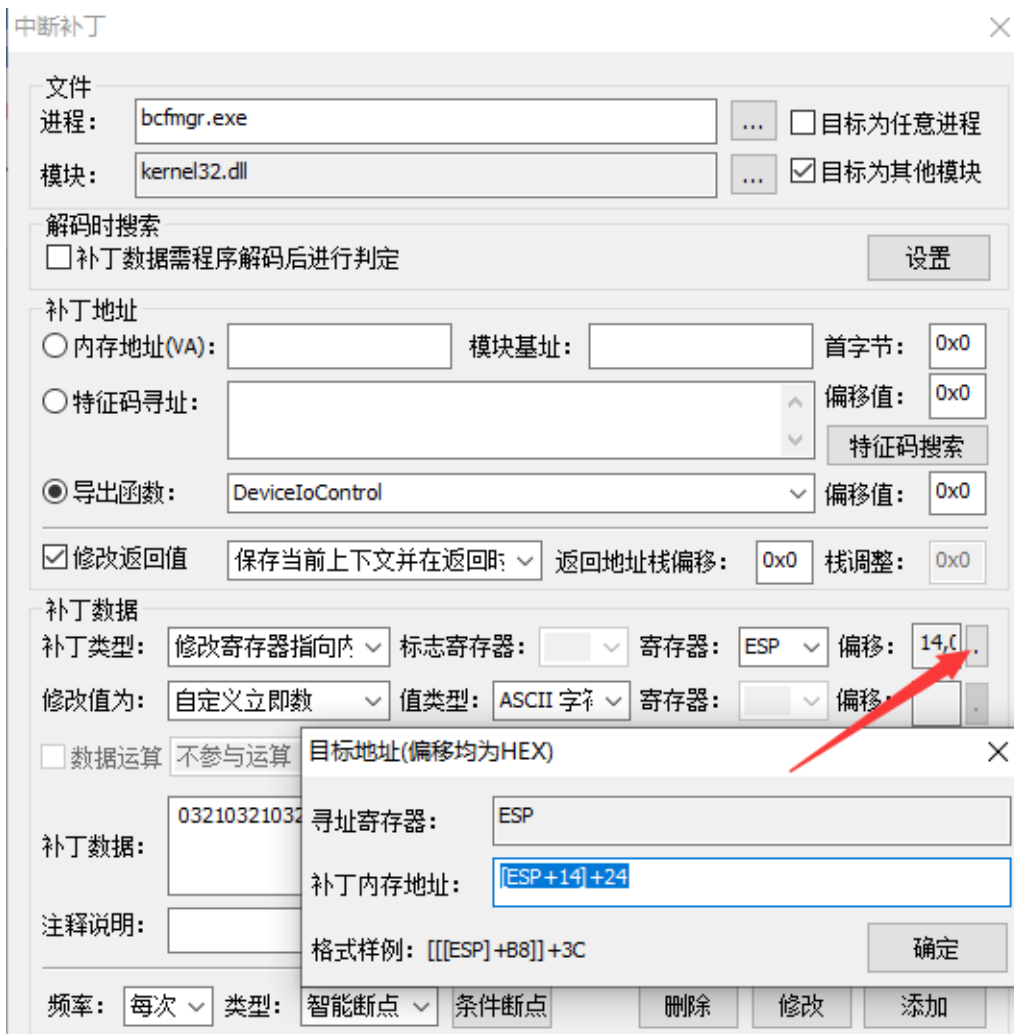 中断补丁
文件
进程： bcfmgr.exe ... 目标为任意进程
模块： kernel32.dll ... 目标为其他模块
解码时搜索
补丁数据需程序解码后进行判定 设置
补丁地址
内存地址(VA)： 模块基址： 首字节： 0x0
特征码寻址： 偏移值： 0x0
特征码搜索
导出函数： DeviceIoControl 偏移值： 0x0
修改返回值 保存当前上下文并在返回时 返回地址栈偏移： 0x0 栈调整： 0x0
补丁数据
补丁类型： 修改寄存器指向内 标志寄存器： 寄存器： ESP 偏移： 14,0 .
修改值为： 自定义立即数 值类型： ASCII 字符 寄存器： 偏移： .
数据运算 不参与运算
目标地址(偏移均为HEX)
寻址寄存器： ESP
补丁数据： 03210321032
补丁内存地址： [ESP+14]+24
注释说明：
格式样例： [[[ESP]+B8]]+3C 确定
频率： 每次 类型： 智能断点 条件断点 删除 修改 添加